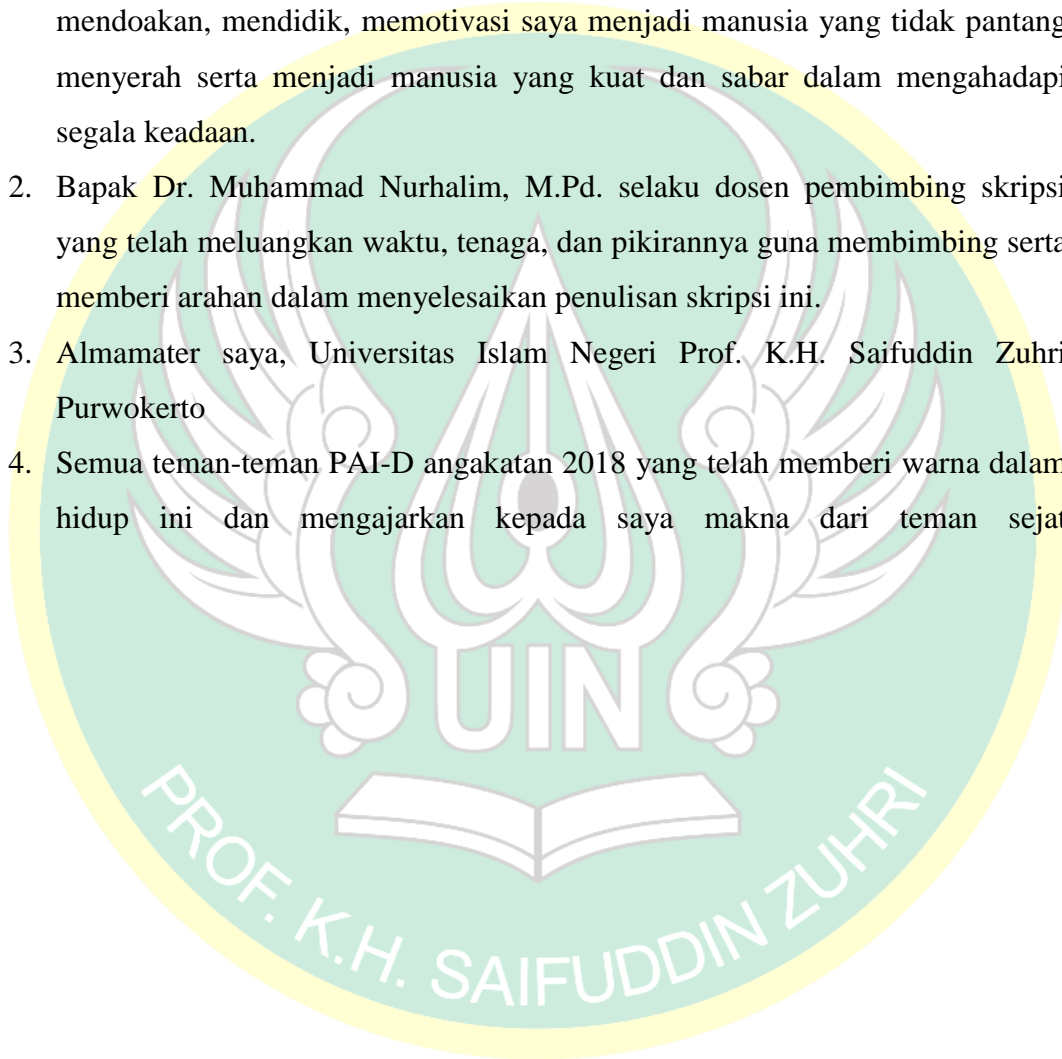 mendoakan, mendidik, memotivasi saya menjadi manusia yang tidak pantang
menyerah serta menjadi manusia yang kuat dan sabar dalam mengahadapi
segala keadaan.
2. Bapak Dr. Muhammad Nurhalim, M.Pd. selaku dosen pembimbing skripsi
yang telah meluangkan waktu, tenaga, dan pikirannya guna membimbing serta
memberi arahan dalam menyelesaikan penulisan skripsi ini.
3. Almamater saya, Universitas Islam Negeri Prof. K.H. Saifuddin Zuhri
Purwokerto
4. Semua teman-teman PAI-D angakatan 2018 yang telah memberi warna dalam
hidup ini dan mengajarkan kepada saya makna dari teman sejat
UIN
PROF. K.H. SAIFUDDIN ZUHRI